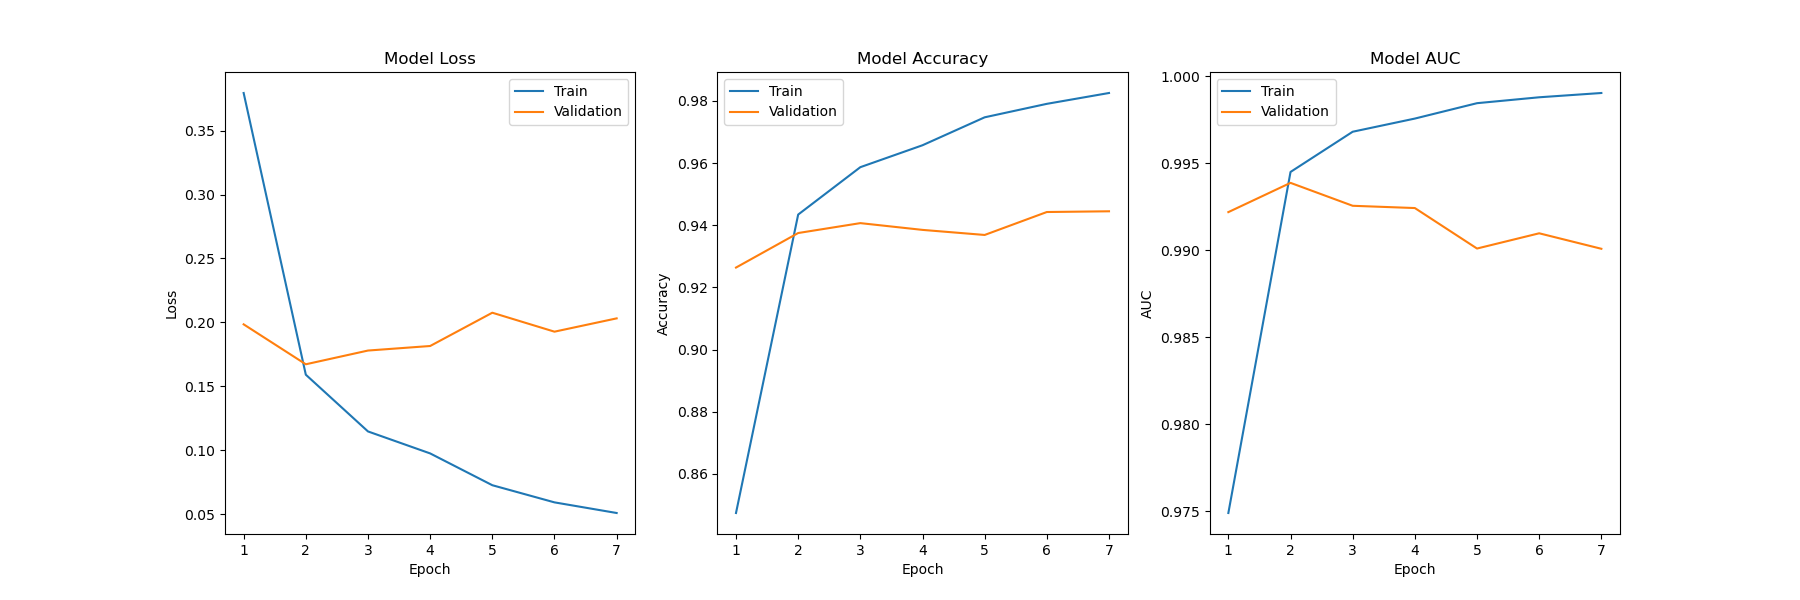 Model Loss
Train
Validation
0.35
0.30
0.25
0.20
0.15
0.10
0.05
Loss
1 2 3 4 5 6 7
Epoch
Model Accuracy
Train
Validation
0.98
0.96
0.94
0.92
0.90
0.88
0.86
Accuracy
1 2 3 4 5 6 7
Epoch
Model AUC
Train
Validation
1.000
0.995
0.990
0.985
0.980
0.975
AUC
1 2 3 4 5 6 7
Epoch